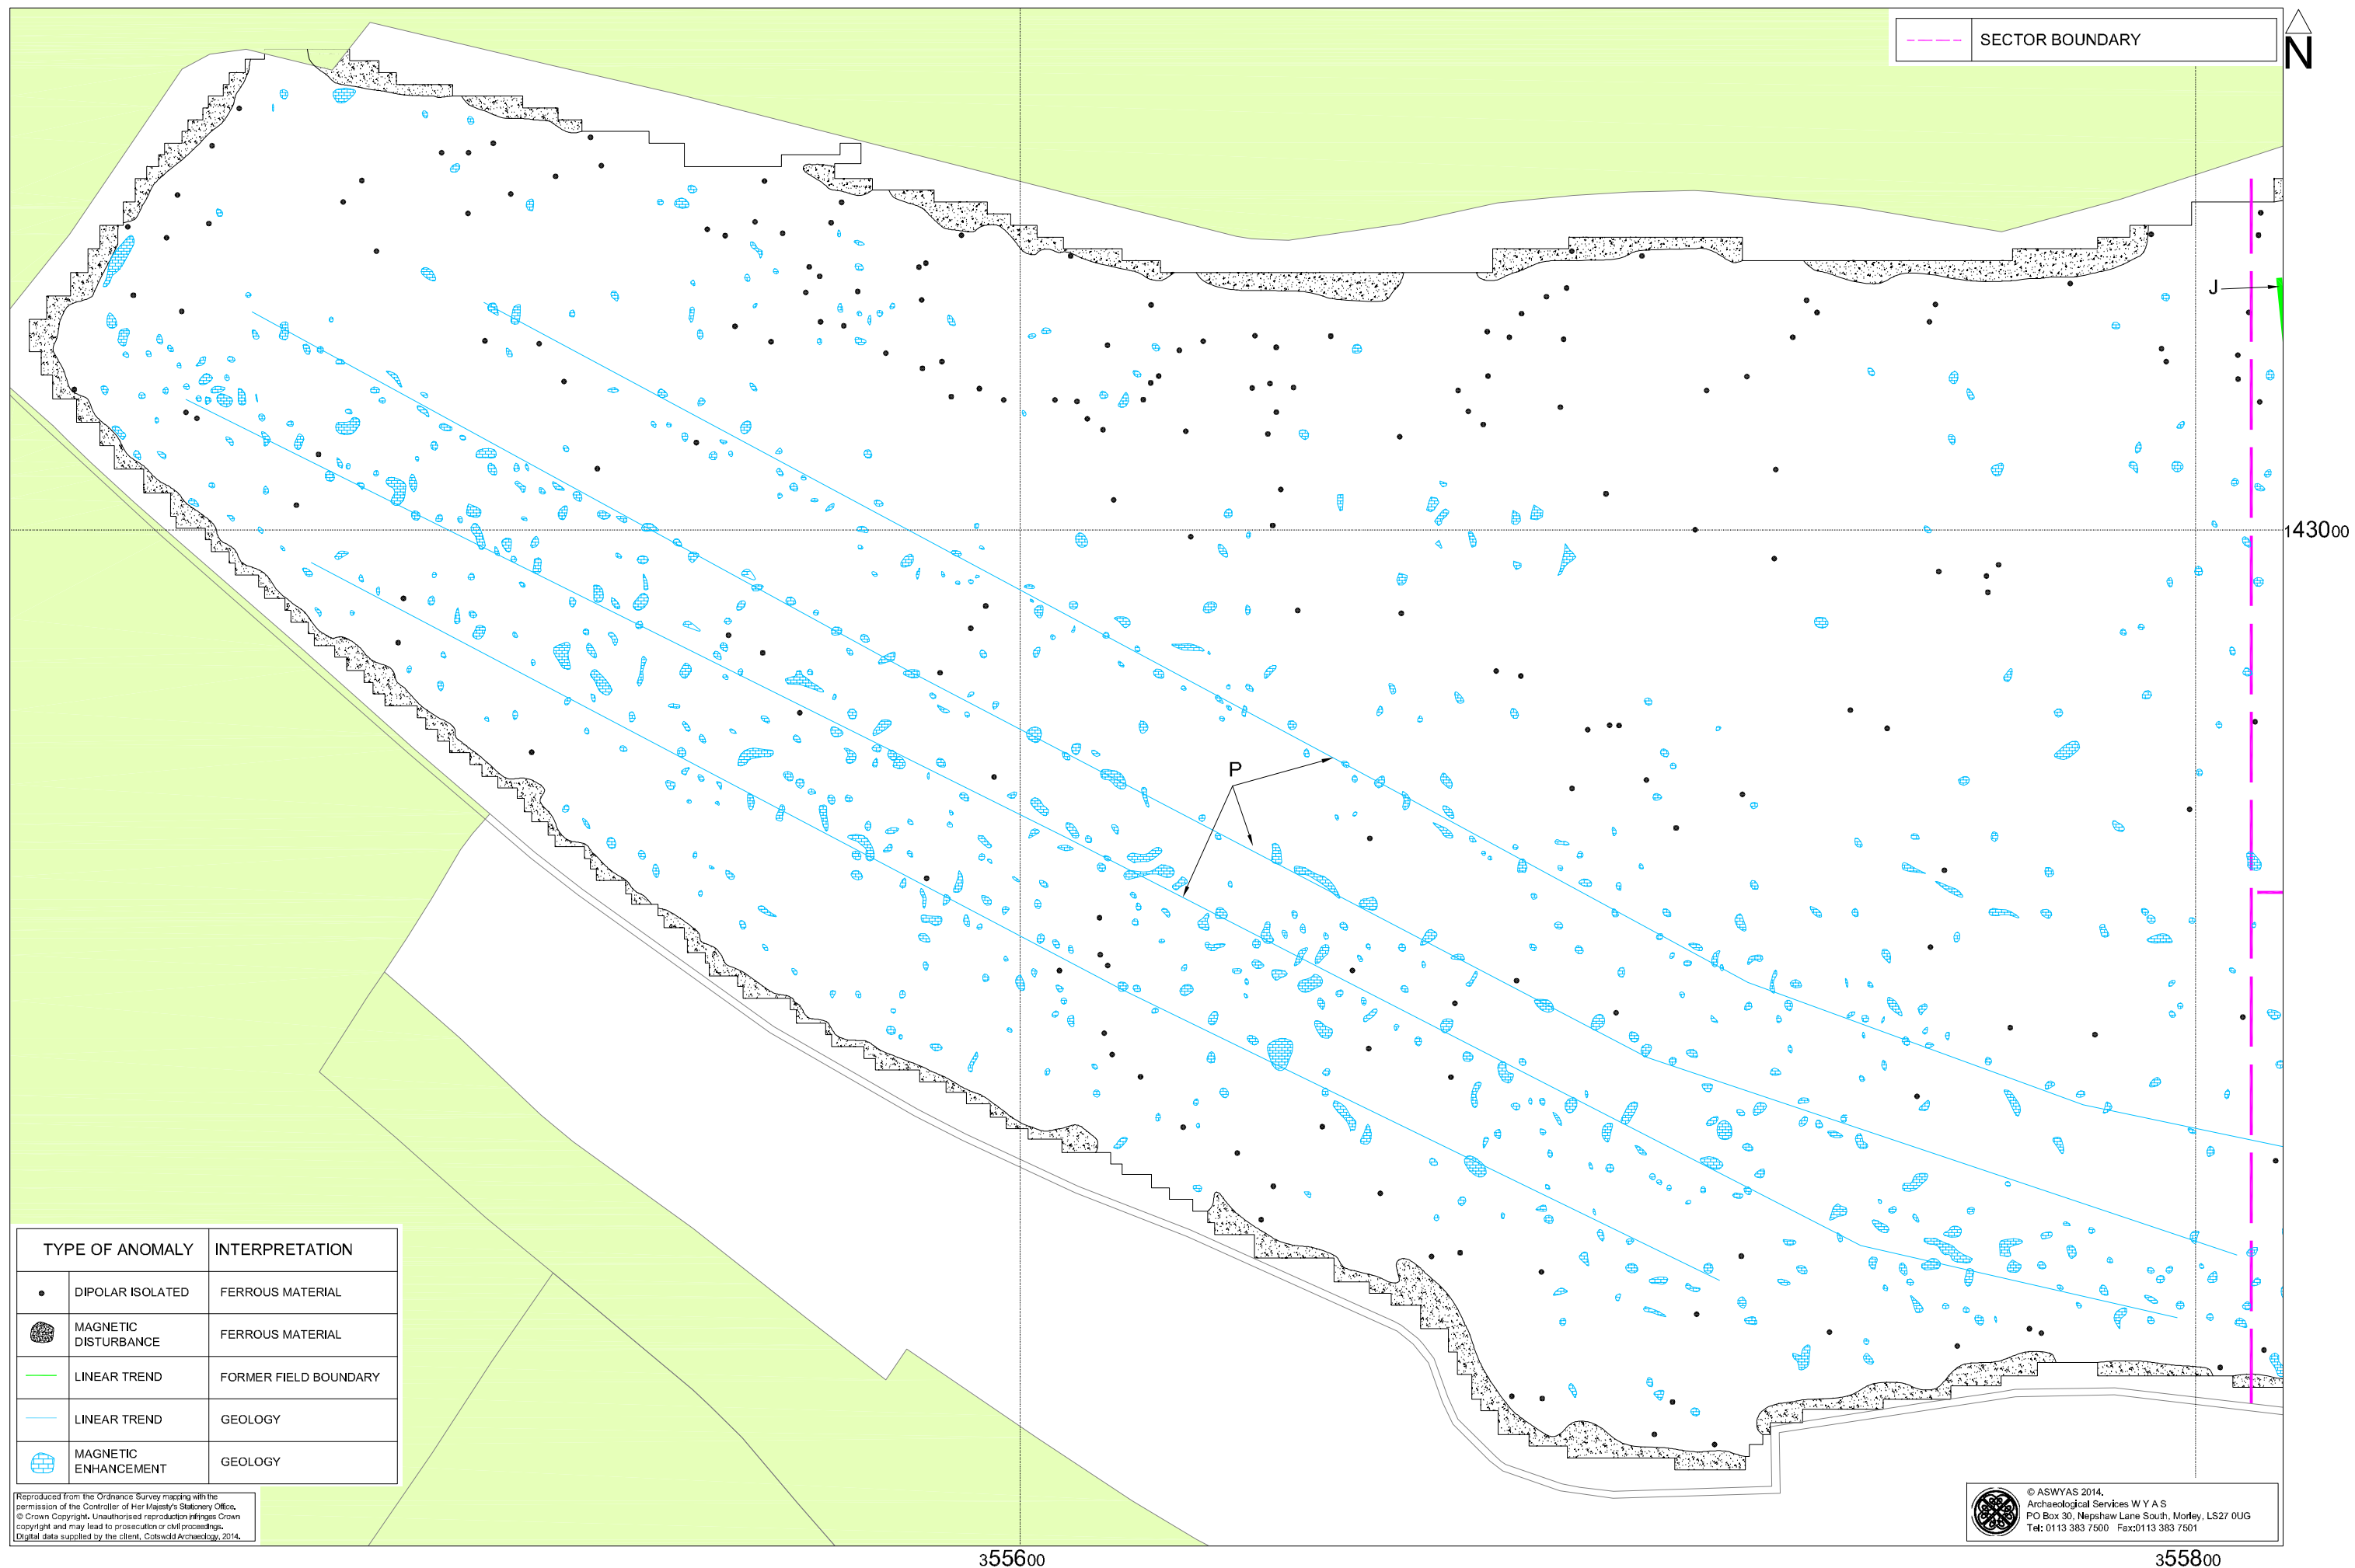 SECTOR BOUNDARY
N
J
143000
P
TYPE OF ANOMALY INTERPRETATION
DIPOLAR ISOLATED FERROUS MATERIAL
MAGNETIC
DISTURBANCE
FERROUS MATERIAL
LINEAR TREND FORMER FIELD BOUNDARY
LINEAR TREND GEOLOGY
MAGNETIC
ENHANCEMENT
GEOLOGY
Reproduced from the Ordnance Survey mapping with the
permission of the Controller of Her Majesty's Stationery Office.
© Crown Copyright. Unauthorised reproduction infringes Crown
copyright and may lead to prosecution or civil proceedings.
Digital data supplied by the client, Cotswold Archaeology, 2014.
© ASWYAS 2014.
Archaeological Services W Y A S
PO Box 30, Nepshaw Lane South, Morley, LS27 0UG
Tel: 0113 383 7500 Fax:0113 383 7501
355600
355800